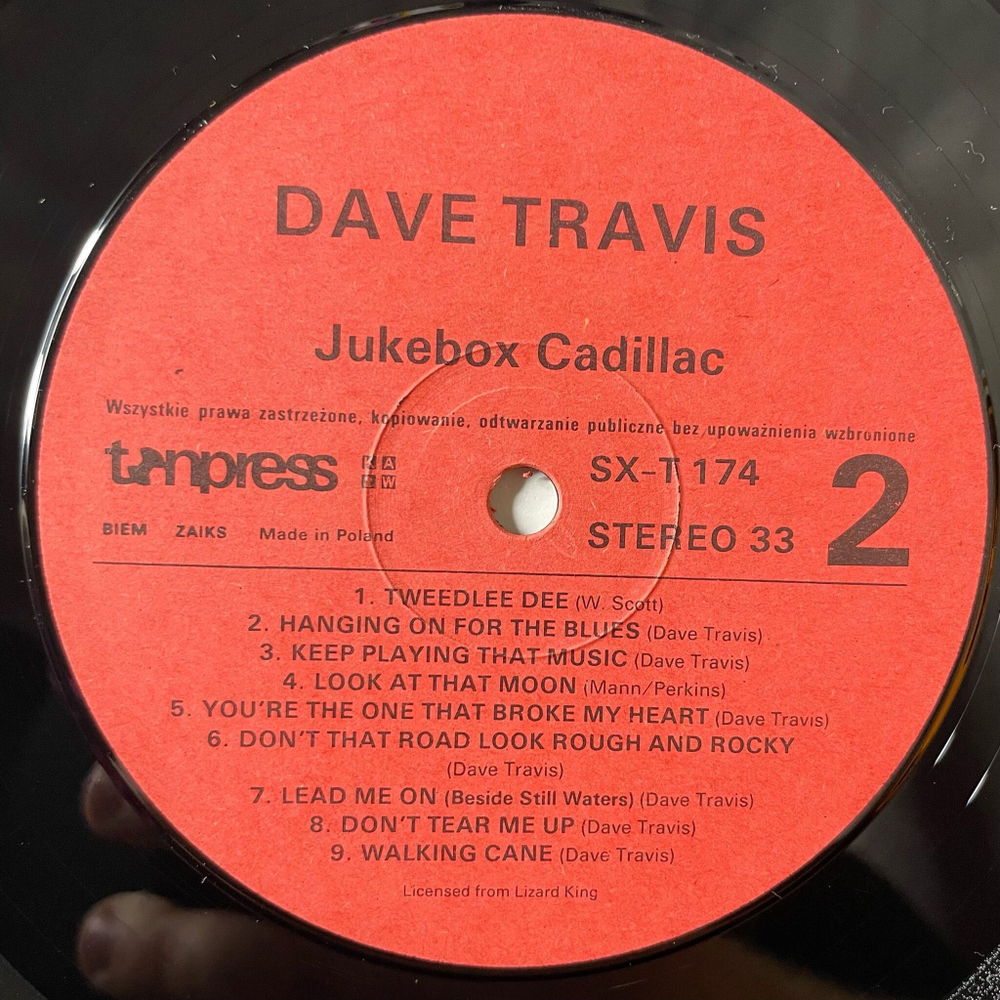 DAVE TRAVIS
Jukebox Cadillac
Wszystkie prawa zastrzeżone, kopiowanie, odtwarzanie publiczne bez upoważnienia wzbronione
tonpress KAW SX-T 174
2
BIEM ZAIKS Made in Poland STEREO 33
1. TWEEDLEE DEE (W. Scott)
2. HANGING ON FOR THE BLUES (Dave Travis)
3. KEEP PLAYING THAT MUSIC (Dave Travis)
4. LOOK AT THAT MOON (Mann/Perkins)
5. YOU'RE THE ONE THAT BROKE MY HEART (Dave Travis)
6. DON'T THAT ROAD LOOK ROUGH AND ROCKY
(Dave Travis)
7. LEAD ME ON (Beside Still Waters) (Dave Travis)
8. DON'T TEAR ME UP (Dave Travis)
9. WALKING CANE (Dave Travis)
Licensed from Lizard King